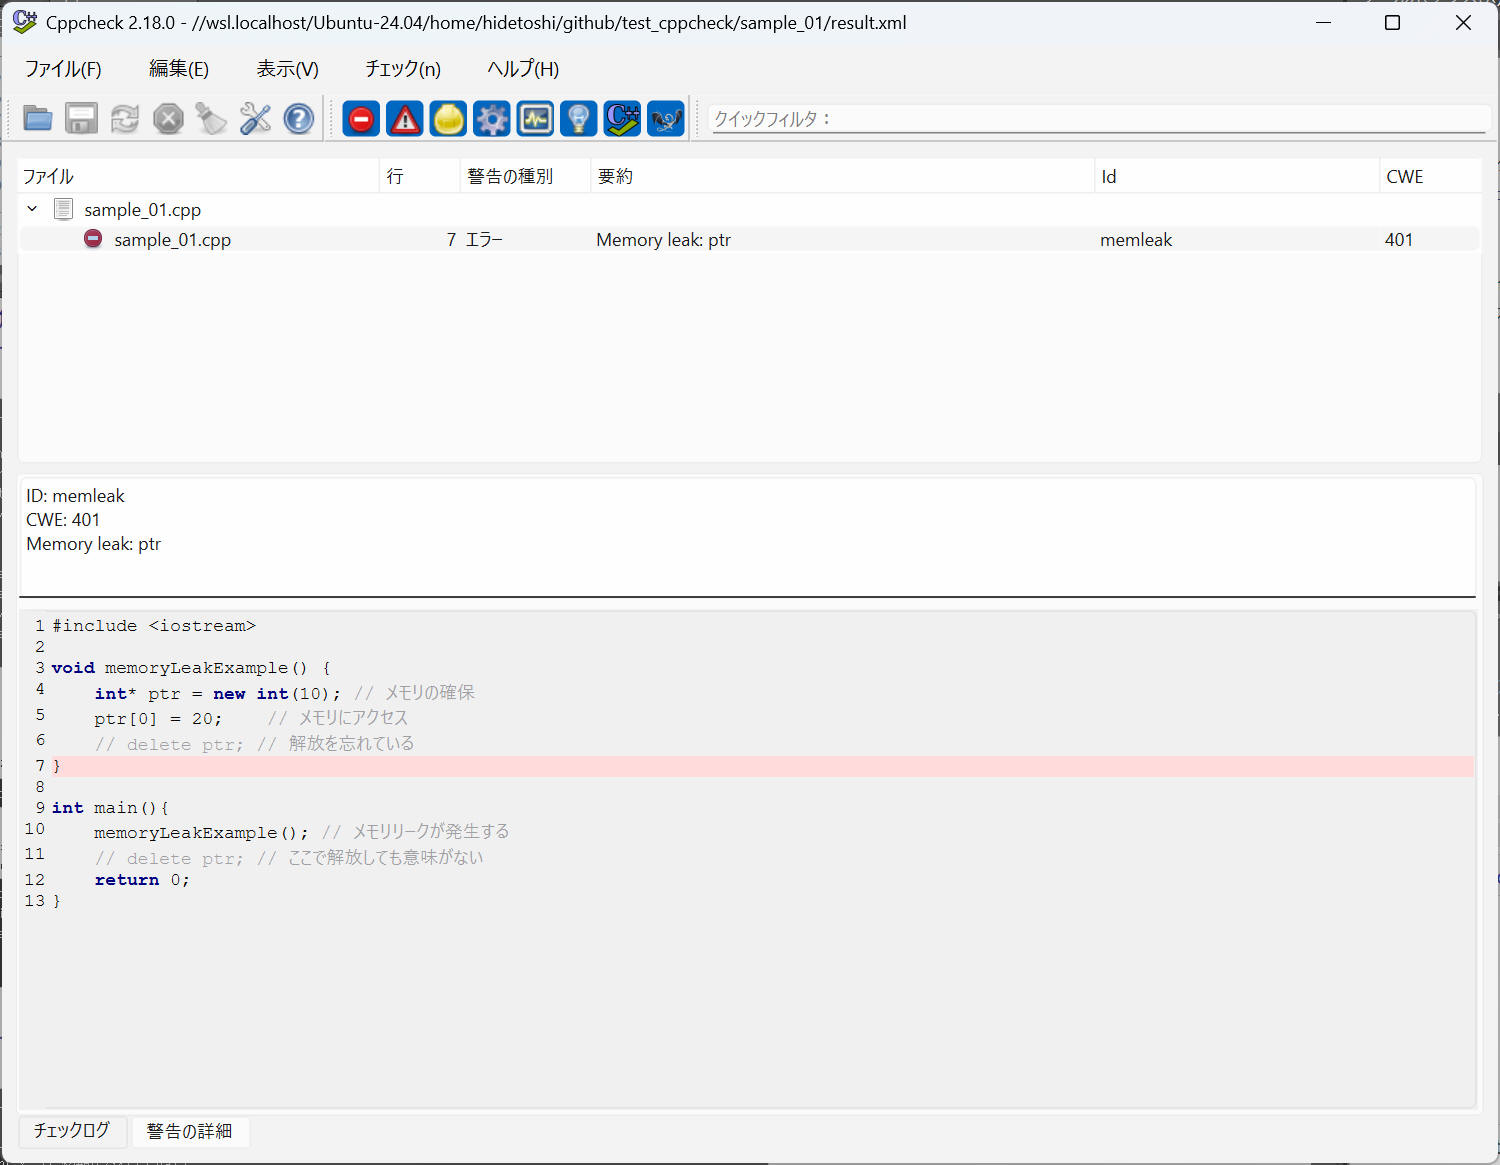 Cppcheck 2.18.0 - //wsl.localhost/Ubuntu-24.04/home/hidetoshi/github/test_cppcheck/sample_01/result.xml
ファイル(F) 編集(E) 表示(V) チェック(n) ヘルプ(H)
クイックフィルタ：
ファイル 行 警告の種別 要約 Id CWE
sample_01.cpp
sample_01.cpp 7 エラー Memory leak: ptr memleak 401
ID: memleak
CWE: 401
Memory leak: ptr
1 #include <iostream>
2
3 void memoryLeakExample() {
4     int* ptr = new int(10); // メモリの確保
5     ptr[0] = 20;    // メモリにアクセス
6     // delete ptr; // 解放を忘れている
7 }
8
9 int main(){
10     memoryLeakExample(); // メモリリークが発生する
11     // delete ptr; // ここで解放しても意味がない
12     return 0;
13 }
チェックログ 警告の詳細